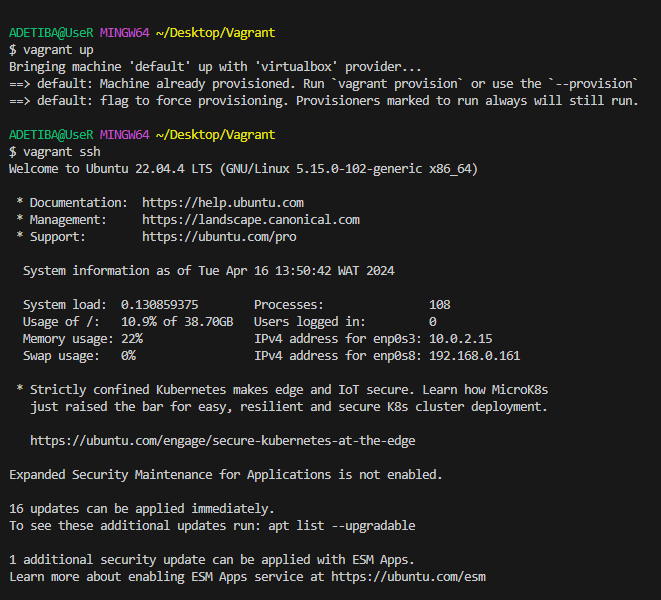 ADETIBA@UseR MINGW64 ~/Desktop/Vagrant
$ vagrant up
Bringing machine 'default' up with 'virtualbox' provider...
==> default: Machine already provisioned. Run `vagrant provision` or use the `--provision`
==> default: flag to force provisioning. Provisioners marked to run always will still run.
ADETIBA@UseR MINGW64 ~/Desktop/Vagrant
$ vagrant ssh
Welcome to Ubuntu 22.04.4 LTS (GNU/Linux 5.15.0-102-generic x86_64)
* Documentation:  https://help.ubuntu.com
* Management:     https://landscape.canonical.com
* Support:        https://ubuntu.com/pro
System information as of Tue Apr 16 13:50:42 WAT 2024
System load:  0.130859375       Processes:               108
Usage of /:   10.9% of 38.70GB  Users logged in:         0
Memory usage: 22%               IPv4 address for enp0s3: 10.0.2.15
Swap usage:   0%                IPv4 address for enp0s8: 192.168.0.161
* Strictly confined Kubernetes makes edge and IoT secure. Learn how MicroK8s
just raised the bar for easy, resilient and secure K8s cluster deployment.
https://ubuntu.com/engage/secure-kubernetes-at-the-edge
Expanded Security Maintenance for Applications is not enabled.
16 updates can be applied immediately.
To see these additional updates run: apt list --upgradable
1 additional security update can be applied with ESM Apps.
Learn more about enabling ESM Apps service at https://ubuntu.com/esm